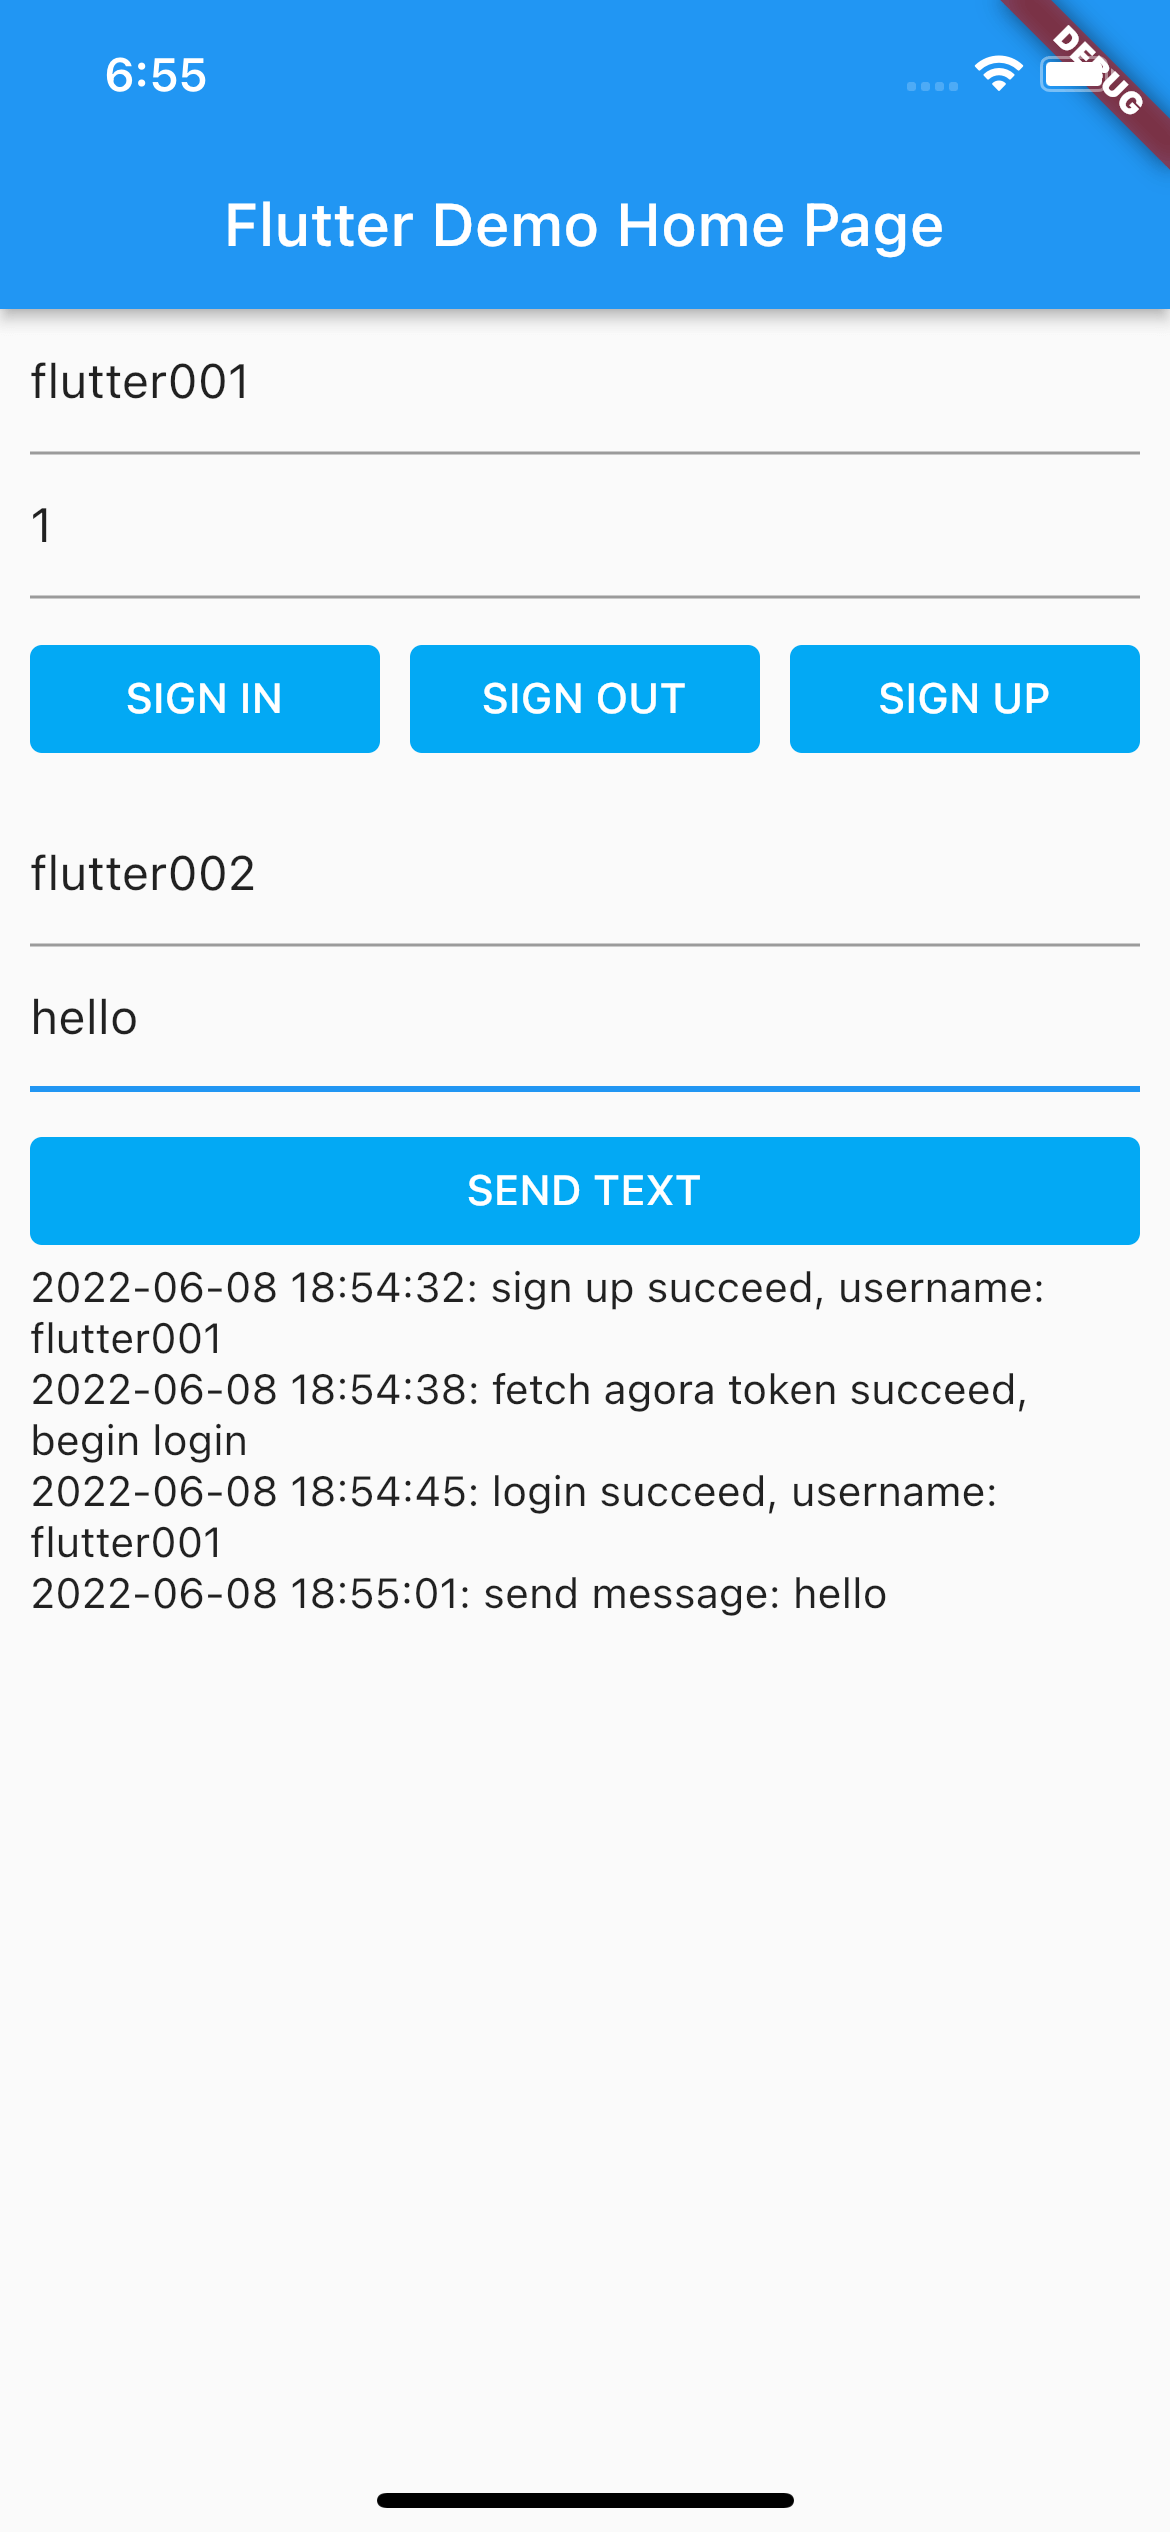 6:55
DEBUG
Flutter Demo Home Page
flutter001
1
SIGN IN SIGN OUT SIGN UP
flutter002
hello
SEND TEXT
2022-06-08 18:54:32: sign up succeed, username:
flutter001
2022-06-08 18:54:38: fetch agora token succeed,
begin login
2022-06-08 18:54:45: login succeed, username:
flutter001
2022-06-08 18:55:01: send message: hello